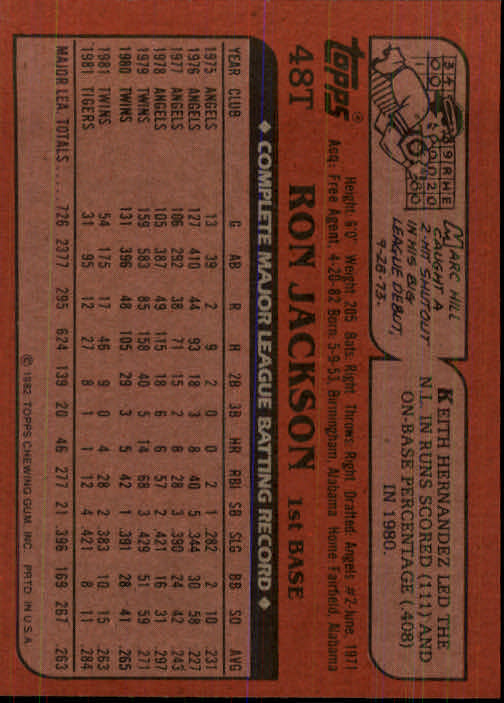 MARC HILL
CAUGHT A
2-HIT SHUTOUT
IN HIS BIG
LEAGUE DEBUT,
9-28-73.
KEITH HERNANDEZ LED THE
N.L. IN RUNS SCORED (111) AND
ON-BASE PERCENTAGE (.408)
IN 1980.
topps®
Height: 6'0" Weight: 205 Bats: Right Throws: Right Drafted: Angels #2-June, 1971
Acq: Free Agent, 4-26-82 Born: 5-9-53, Birmingham, Alabama Home: Fairfield, Alabama
48T RON JACKSON 1st BASE
◆ COMPLETE MAJOR LEAGUE BATTING RECORD ◆
YEAR CLUB G AB R H 2B 3B HR RBI SB SLG BB SO AVG
1975 ANGELS 13 39 2 9 2 0 0 2 1 .282 2 10 .231
1976 ANGELS 127 410 44 93 18 3 8 40 5 .344 30 58 .227
1977 ANGELS 106 292 38 71 15 2 8 28 3 .390 24 42 .243
1978 ANGELS 105 387 49 115 18 6 6 57 2 .421 16 31 .297
1979 TWINS 159 583 85 158 40 5 14 68 3 .429 51 59 .271
1980 TWINS 131 396 48 105 29 3 5 42 1 .391 28 41 .265
1981 TWINS 54 175 17 46 9 0 4 28 2 .383 10 15 .263
1981 TIGERS 31 95 12 27 8 1 1 12 4 .421 8 11 .284
MAJOR LEA. TOTALS 726 2377 295 624 139 20 46 277 21 .396 169 267 .263
© 1982 TOPPS CHEWING GUM, INC. PRTD. IN U.S.A.